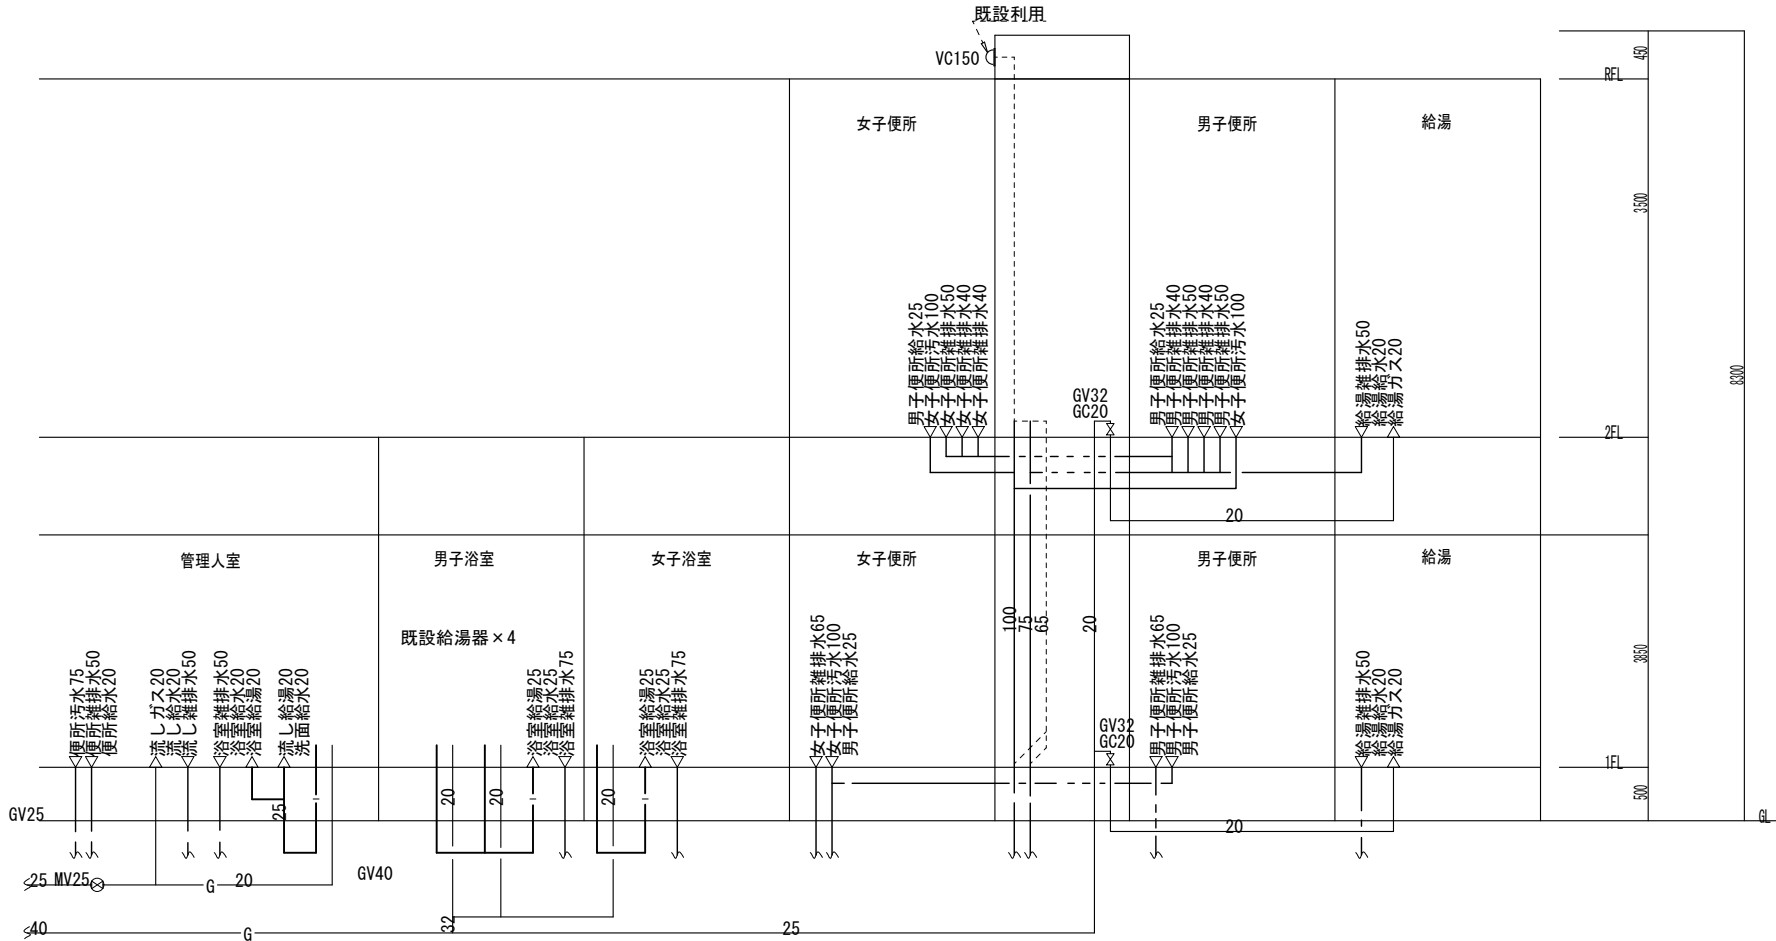 既設利用
VC150
450
RFL
女子便所
男子便所
給湯
3500
8300
男子便所給水25
女子便所汚水100
女子便所雑排水50
女子便所雑排水40
女子便所雑排水40
GV32
GC20
男子便所給水25
男子便所雑排水40
男子便所雑排水50
男子便所雑排水40
男子便所雑排水50
女子便所汚水100
給湯雑排水50
給湯給水20
給湯ガス20
2FL
20
管理人室
男子浴室
女子浴室
女子便所
男子便所
給湯
既設給湯器×4
100
75
65
20
3850
便所汚水75
便所雑排水50
便所給水20
流しガス20
流し給水20
流し雑排水50
浴室雑排水50
浴室給水20
浴室給湯20
流し給湯20
洗面給水20
浴室給湯25
浴室給水25
浴室雑排水75
浴室給湯25
浴室給水25
浴室雑排水75
女子便所雑排水65
女子便所汚水100
男子便所給水25
GV32
GC20
男子便所雑排水65
男子便所汚水100
男子便所給水25
給湯雑排水50
給湯給水20
給湯ガス20
1FL
500
GL
GV25
25
20
20
20
20
25
MV25
G
20
GV40
40
G
32
25